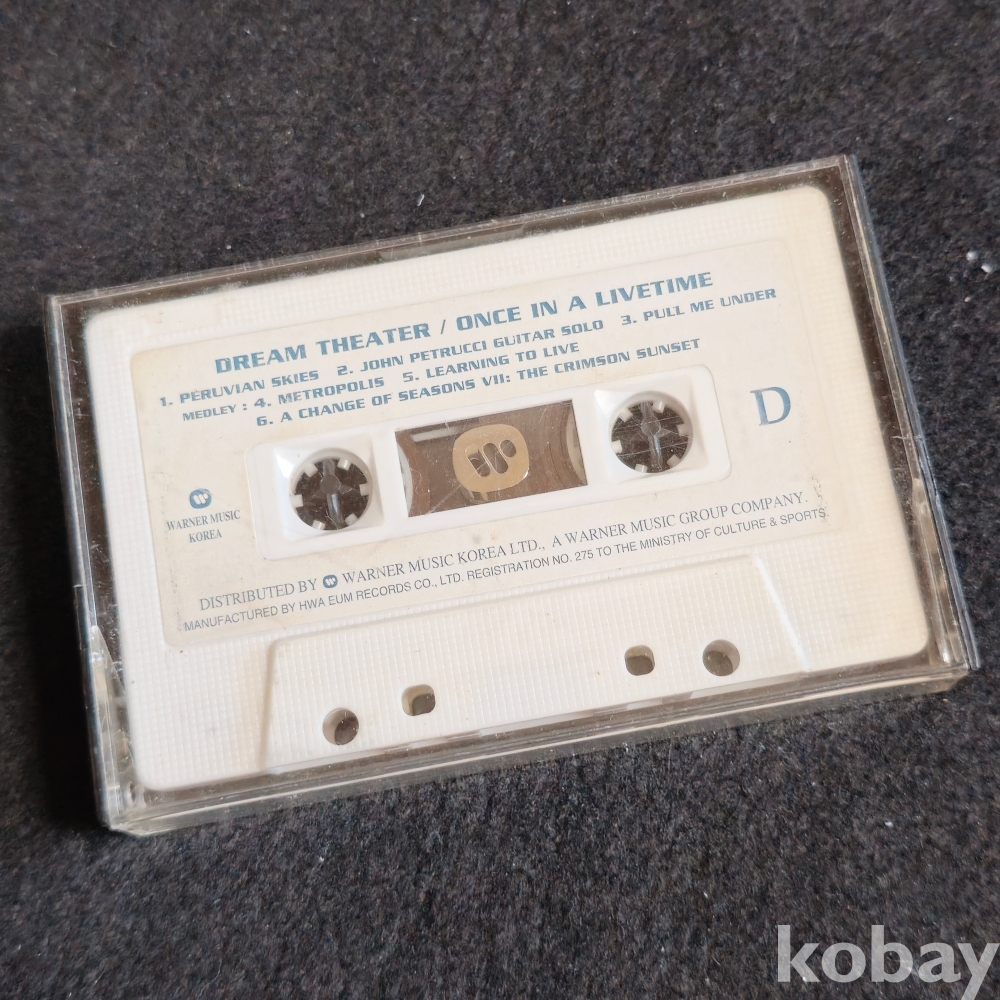 DREAM THEATER / ONCE IN A LIVETIME
1. PERUVIAN SKIES 2. JOHN PETRUCCI GUITAR SOLO 3. PULL ME UNDER
MEDLEY : 4. METROPOLIS 5. LEARNING TO LIVE
6. A CHANGE OF SEASONS VII: THE CRIMSON SUNSET
D
WARNER MUSIC
KOREA
DISTRIBUTED BY WARNER MUSIC KOREA LTD., A WARNER MUSIC GROUP COMPANY.
MANUFACTURED BY HWA EUM RECORDS CO., LTD. REGISTRATION NO. 275 TO THE MINISTRY OF CULTURE & SPORTS.
kobay